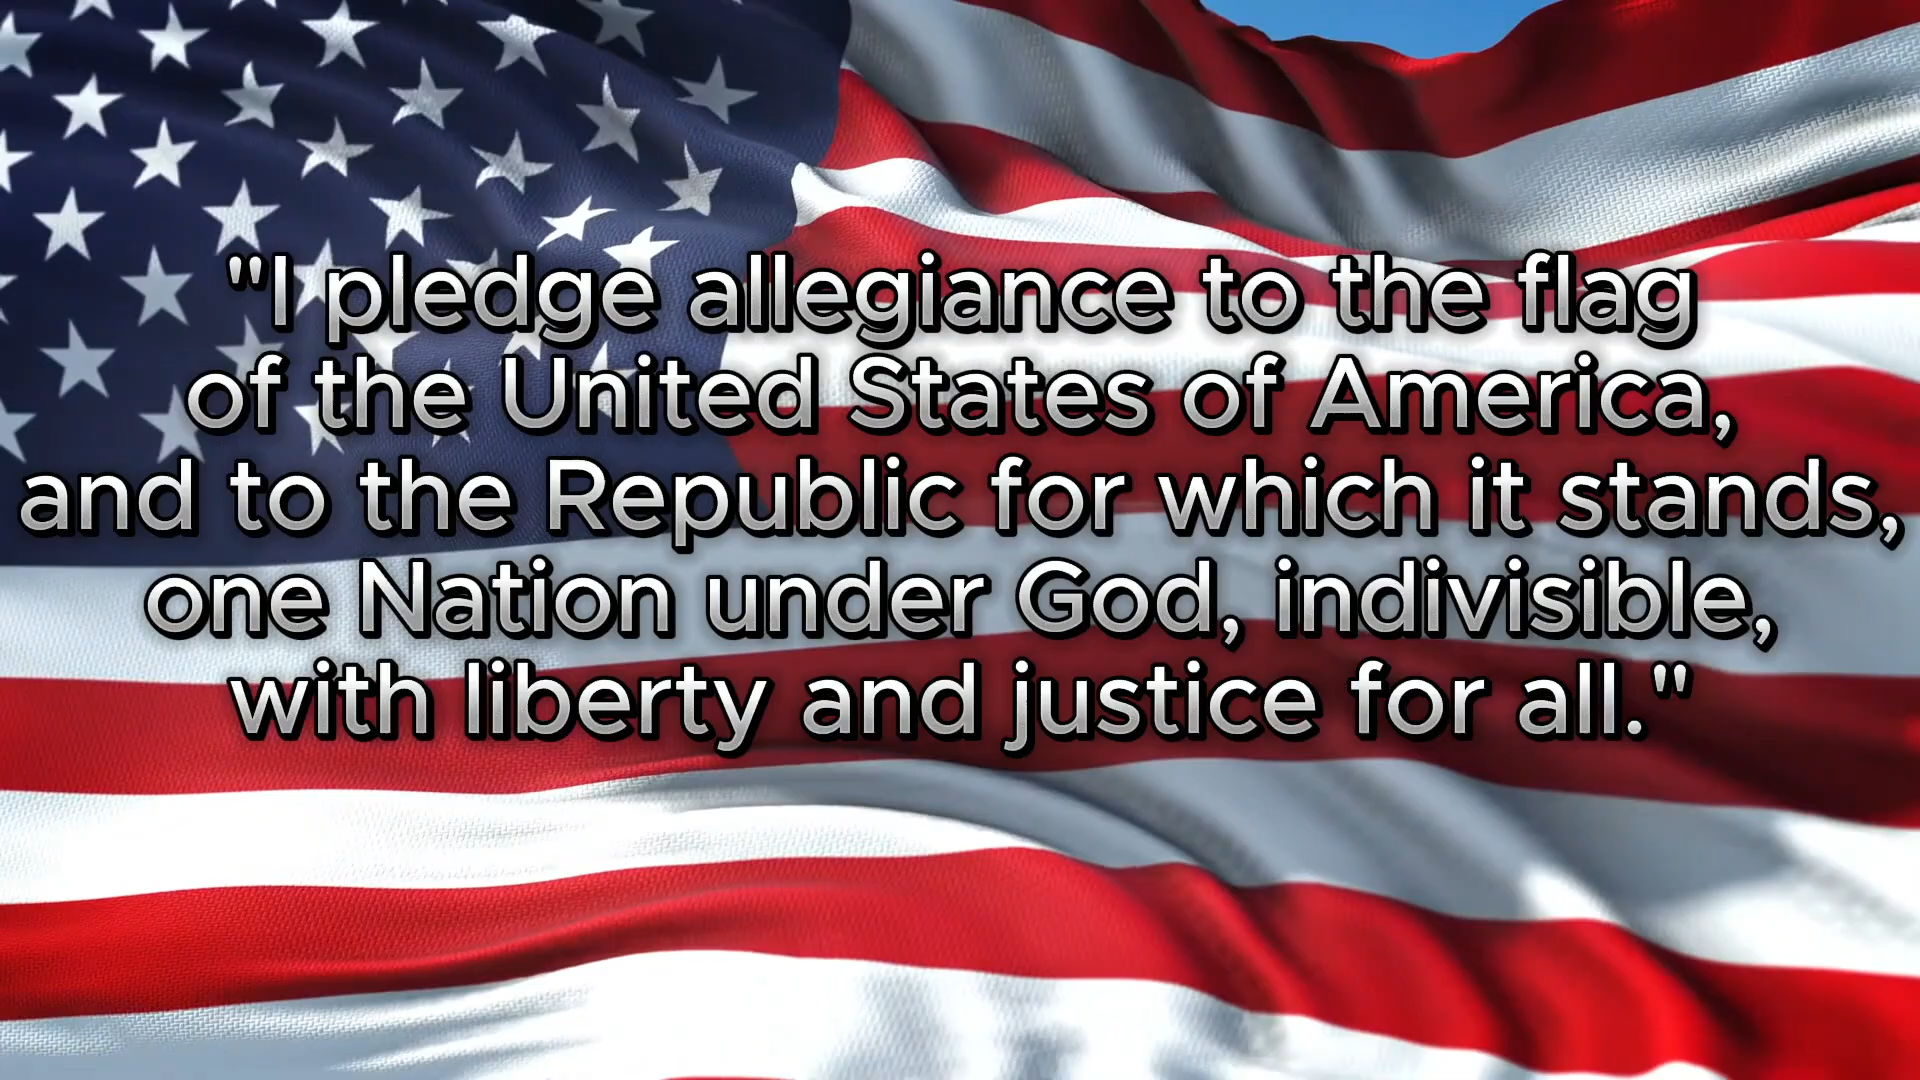 "I pledge allegiance to the flag
of the United States of America,
and to the Republic for which it stands,
one Nation under God, indivisible,
with liberty and justice for all."